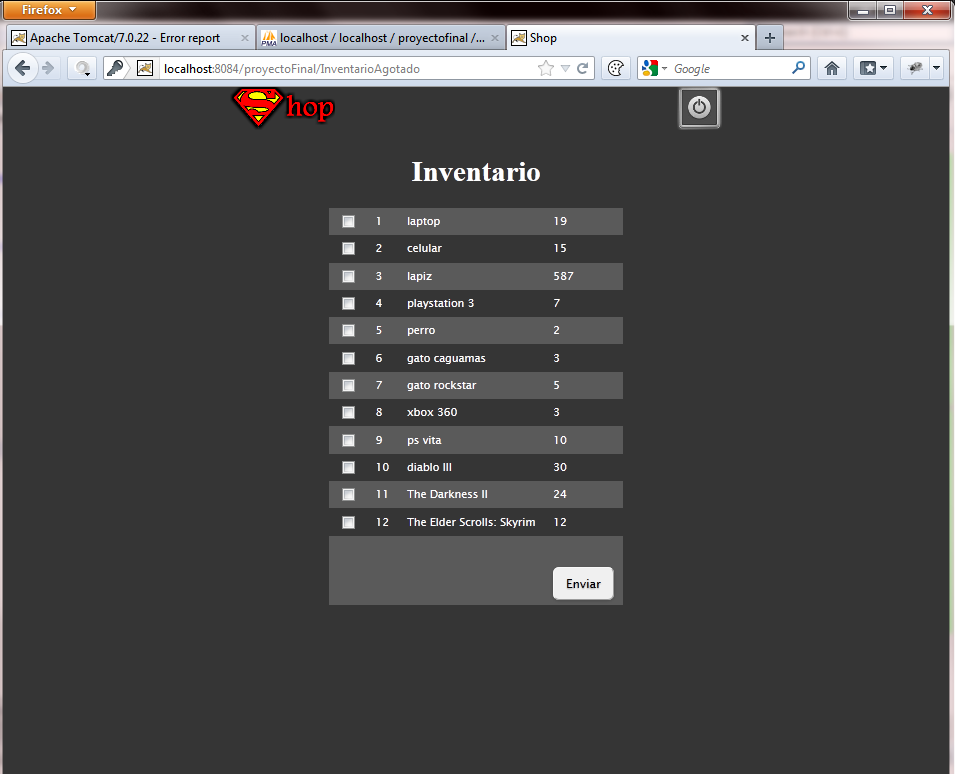 Firefox
Apache Tomcat/7.0.22 - Error report
localhost / localhost / proyectofinal /...
Shop
localhost:8084/proyectoFinal/InventarioAgotado
Google
Shop
Inventario
1 laptop 19
2 celular 15
3 lapiz 587
4 playstation 3 7
5 perro 2
6 gato caguamas 3
7 gato rockstar 5
8 xbox 360 3
9 ps vita 10
10 diablo III 30
11 The Darkness II 24
12 The Elder Scrolls: Skyrim 12
Enviar